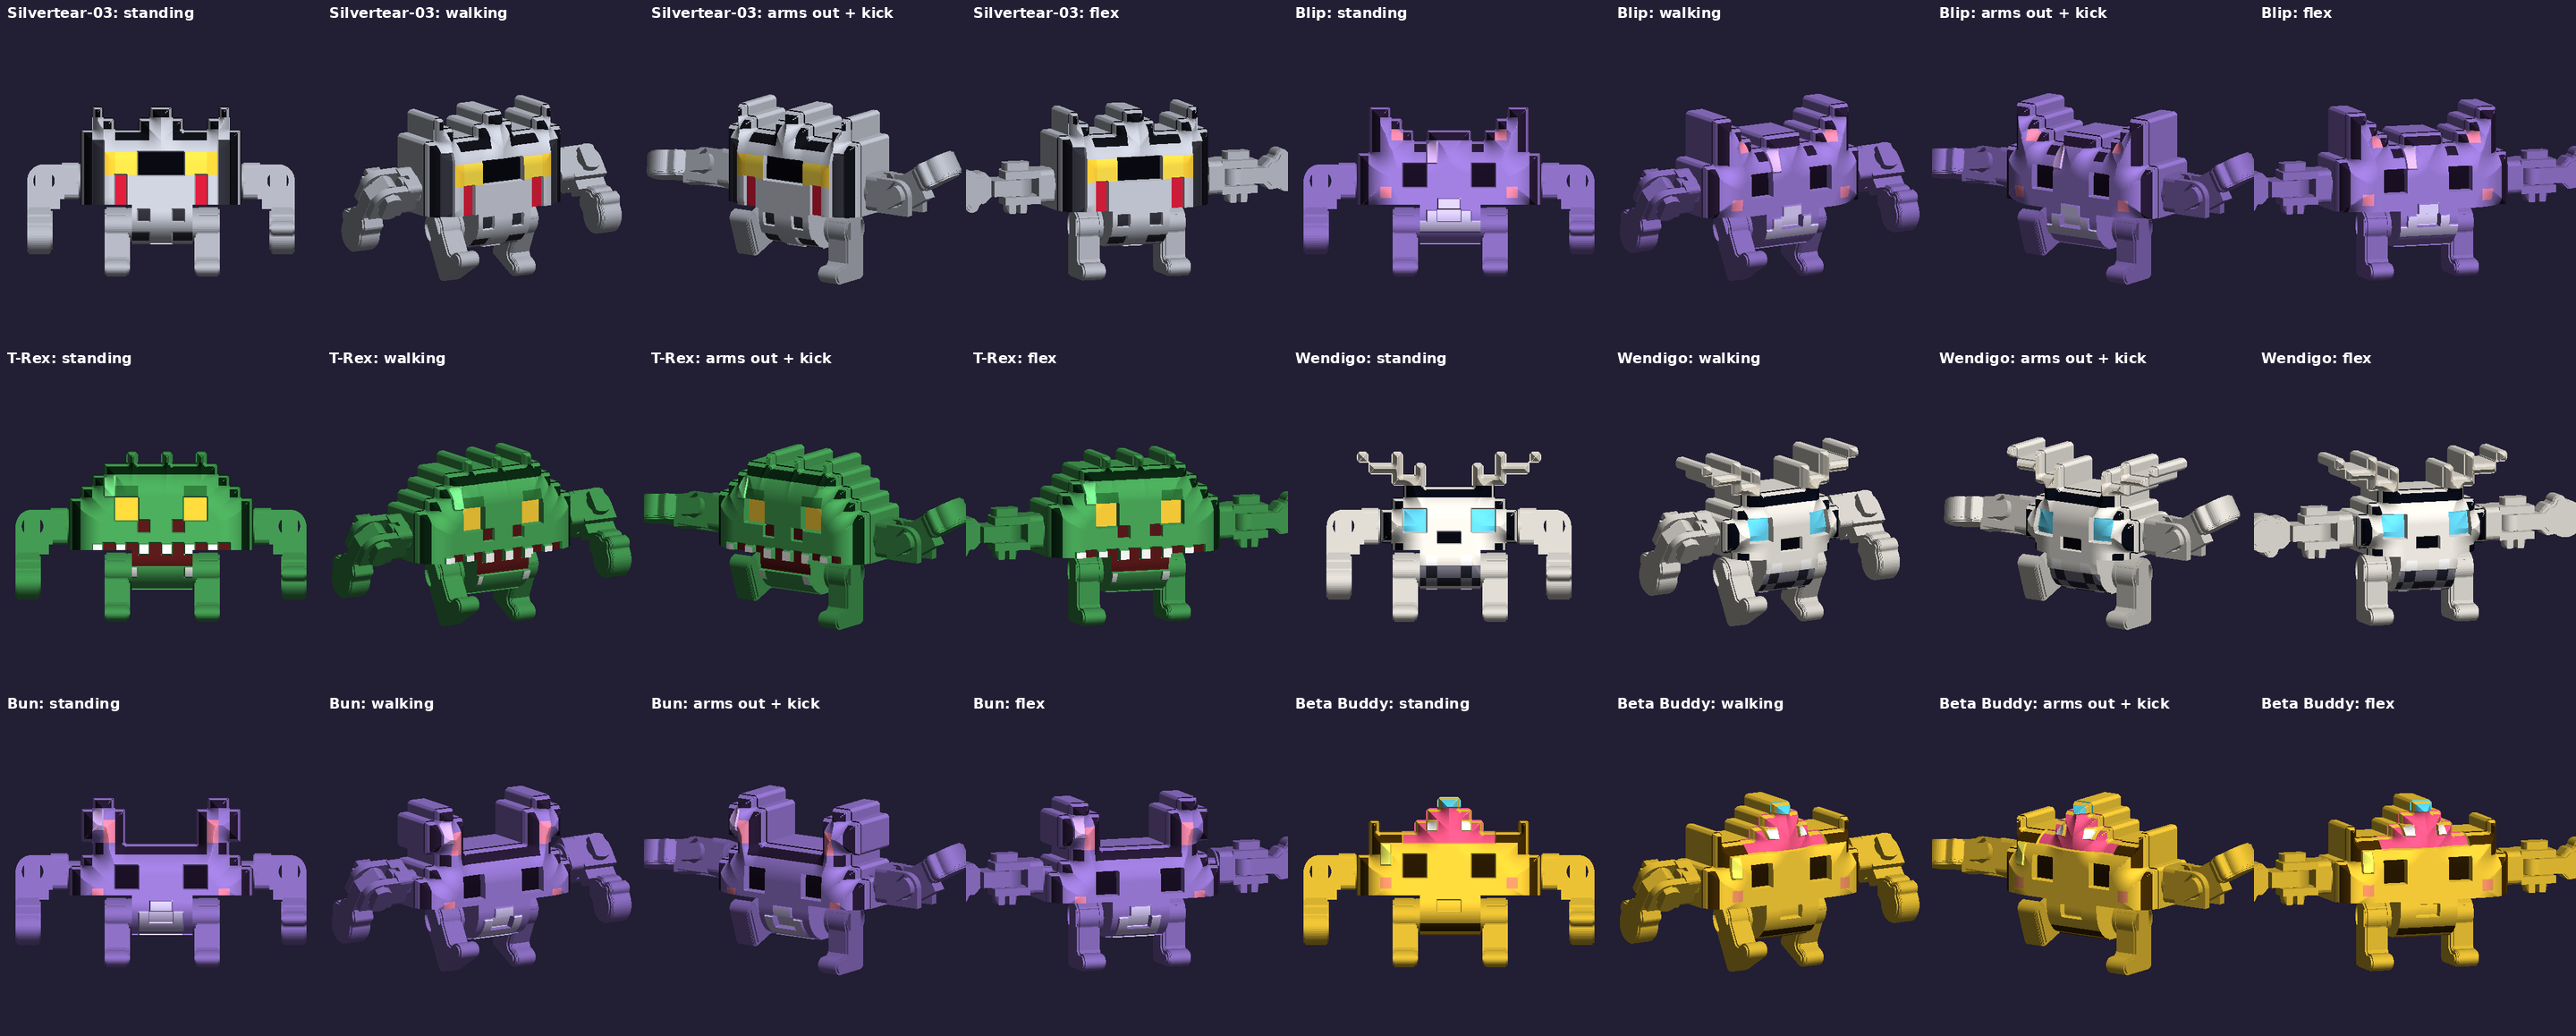 Silvertear-03: standing
Silvertear-03: walking
Silvertear-03: arms out + kick
Silvertear-03: flex
Blip: standing
Blip: walking
Blip: arms out + kick
Blip: flex
T-Rex: standing
T-Rex: walking
T-Rex: arms out + kick
T-Rex: flex
Wendigo: standing
Wendigo: walking
Wendigo: arms out + kick
Wendigo: flex
Bun: standing
Bun: walking
Bun: arms out + kick
Bun: flex
Beta Buddy: standing
Beta Buddy: walking
Beta Buddy: arms out + kick
Beta Buddy: flex